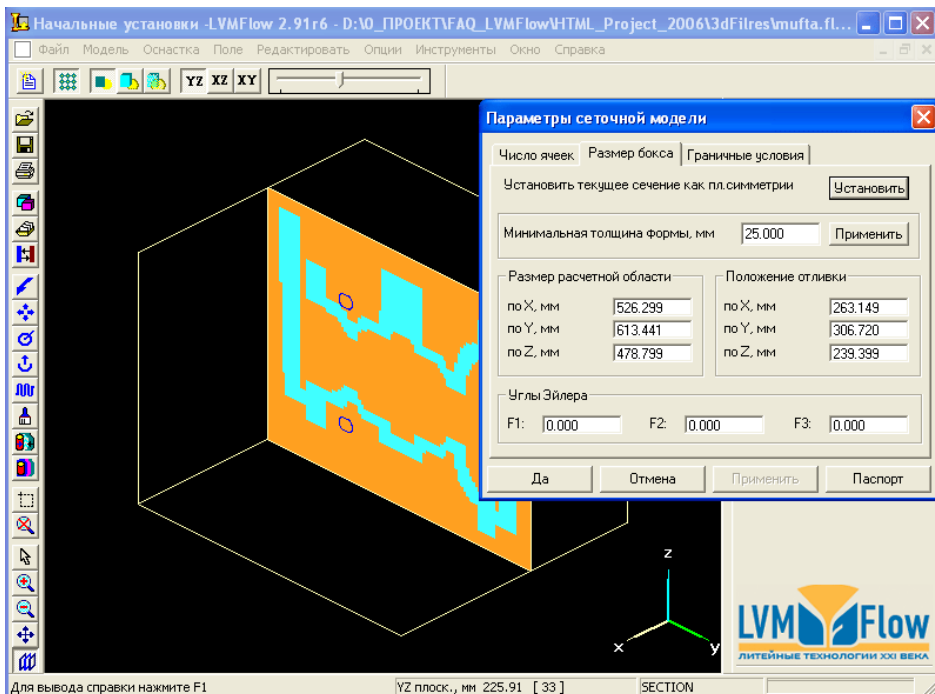 Начальные установки -LVMFlow 2.91r6 - D:\0_ПРОЕКТ\FAQ_LVMFlow\HTML_Project_2006\3dFilres\mufta.fl...
Файл Модель Оснастка Поле Редактировать Опции Инструменты Окно Справка
YZ XZ XY
Параметры сеточной модели
Число ячеек Размер бокса Граничные условия
Установить текущее сечение как пл.симметрии Установить
Минимальная толщина формы, мм 25.000 Применить
Размер расчетной области Положение отливки
по X, мм 526.299 по X, мм 263.149
по Y, мм 613.441 по Y, мм 306.720
по Z, мм 478.799 по Z, мм 239.399
Углы Эйлера
F1: 0.000 F2: 0.000 F3: 0.000
Да Отмена Применить Паспорт
z
x
y
LVM Flow
ЛИТЕЙНЫЕ ТЕХНОЛОГИИ XXI ВЕКА
Для вывода справки нажмите F1 YZ плоск., мм 225.91 [ 33 ] SECTION